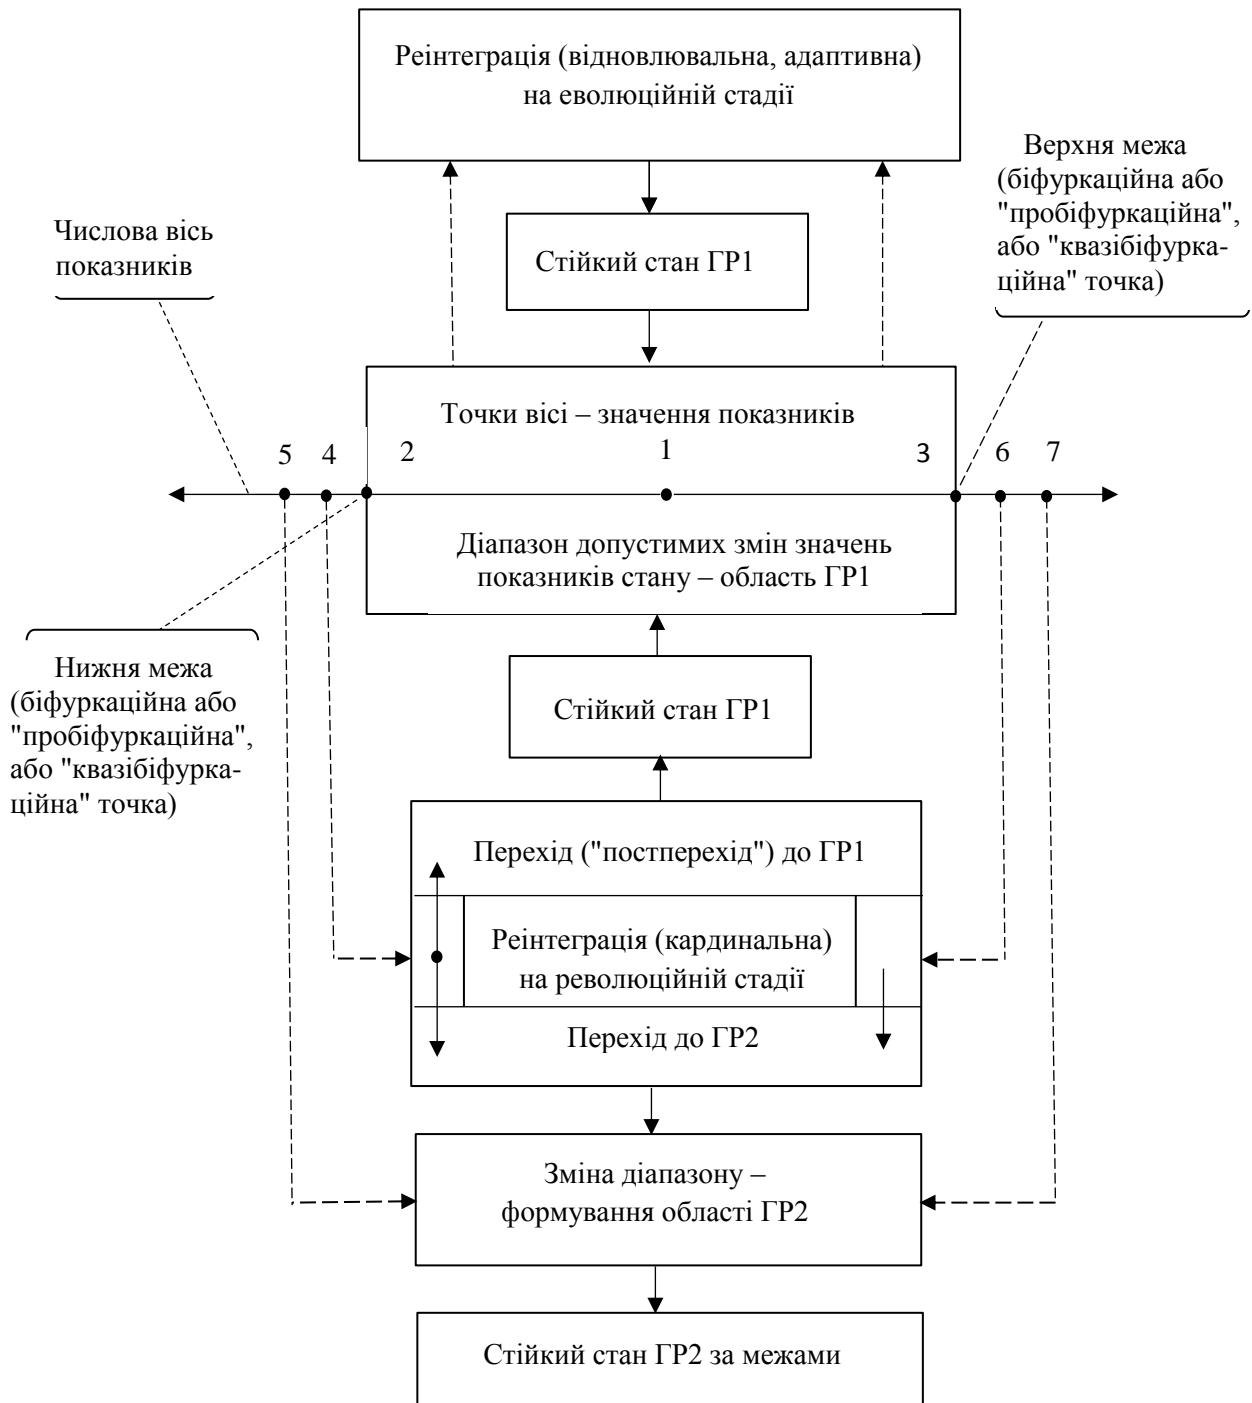 Реінтеграція (відновлювальна, адаптивна)
на еволюційній стадії
Верхня межа
(біфуркаційна або
"пробіфуркаційна",
або "квазібіфурка-
ційна" точка)
Числова вісь
показників
Стійкий стан ГР1
Точки вісі – значення показників
5 4 2 1 3 6 7
Діапазон допустимих змін значень
показників стану – область ГР1
Нижня межа
(біфуркаційна або
"пробіфуркаційна",
або "квазібіфурка-
ційна" точка)
Стійкий стан ГР1
Перехід ("постперехід") до ГР1
Реінтеграція (кардинальна)
на революційній стадії
Перехід до ГР2
Зміна діапазону –
формування області ГР2
Стійкий стан ГР2 за межами